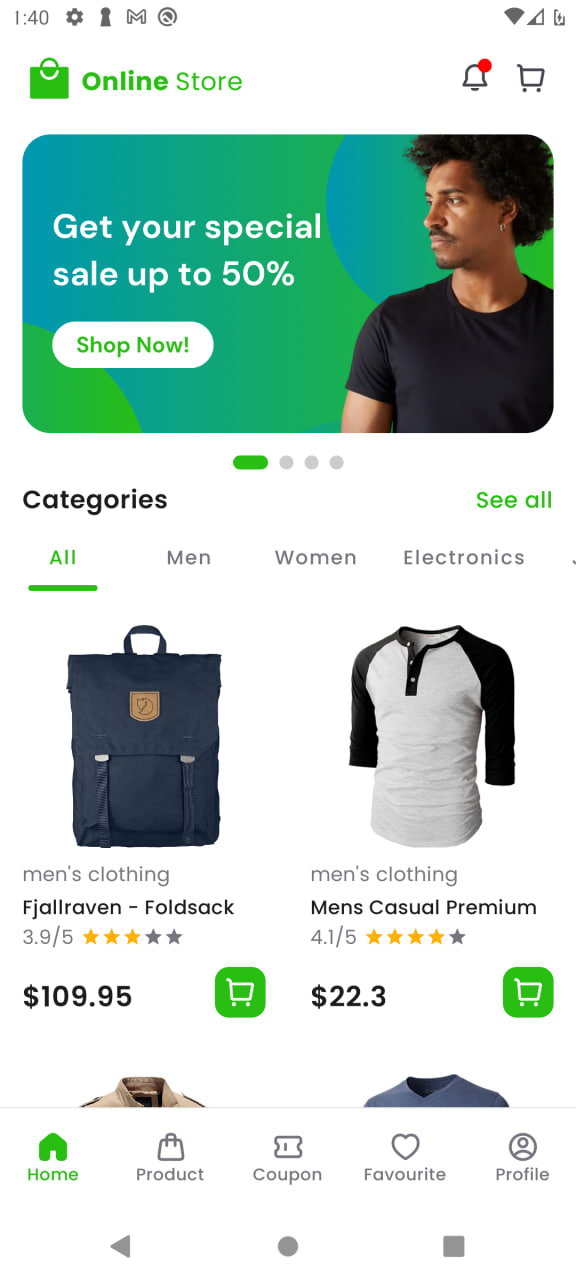 1:40
Online Store
Get your special
sale up to 50%
Shop Now!
Categories See all
All Men Women Electronics
men's clothing men's clothing
Fjallraven - Foldsack Mens Casual Premium
3.9/5 4.1/5
$109.95 $22.3
Home Product Coupon Favourite Profile